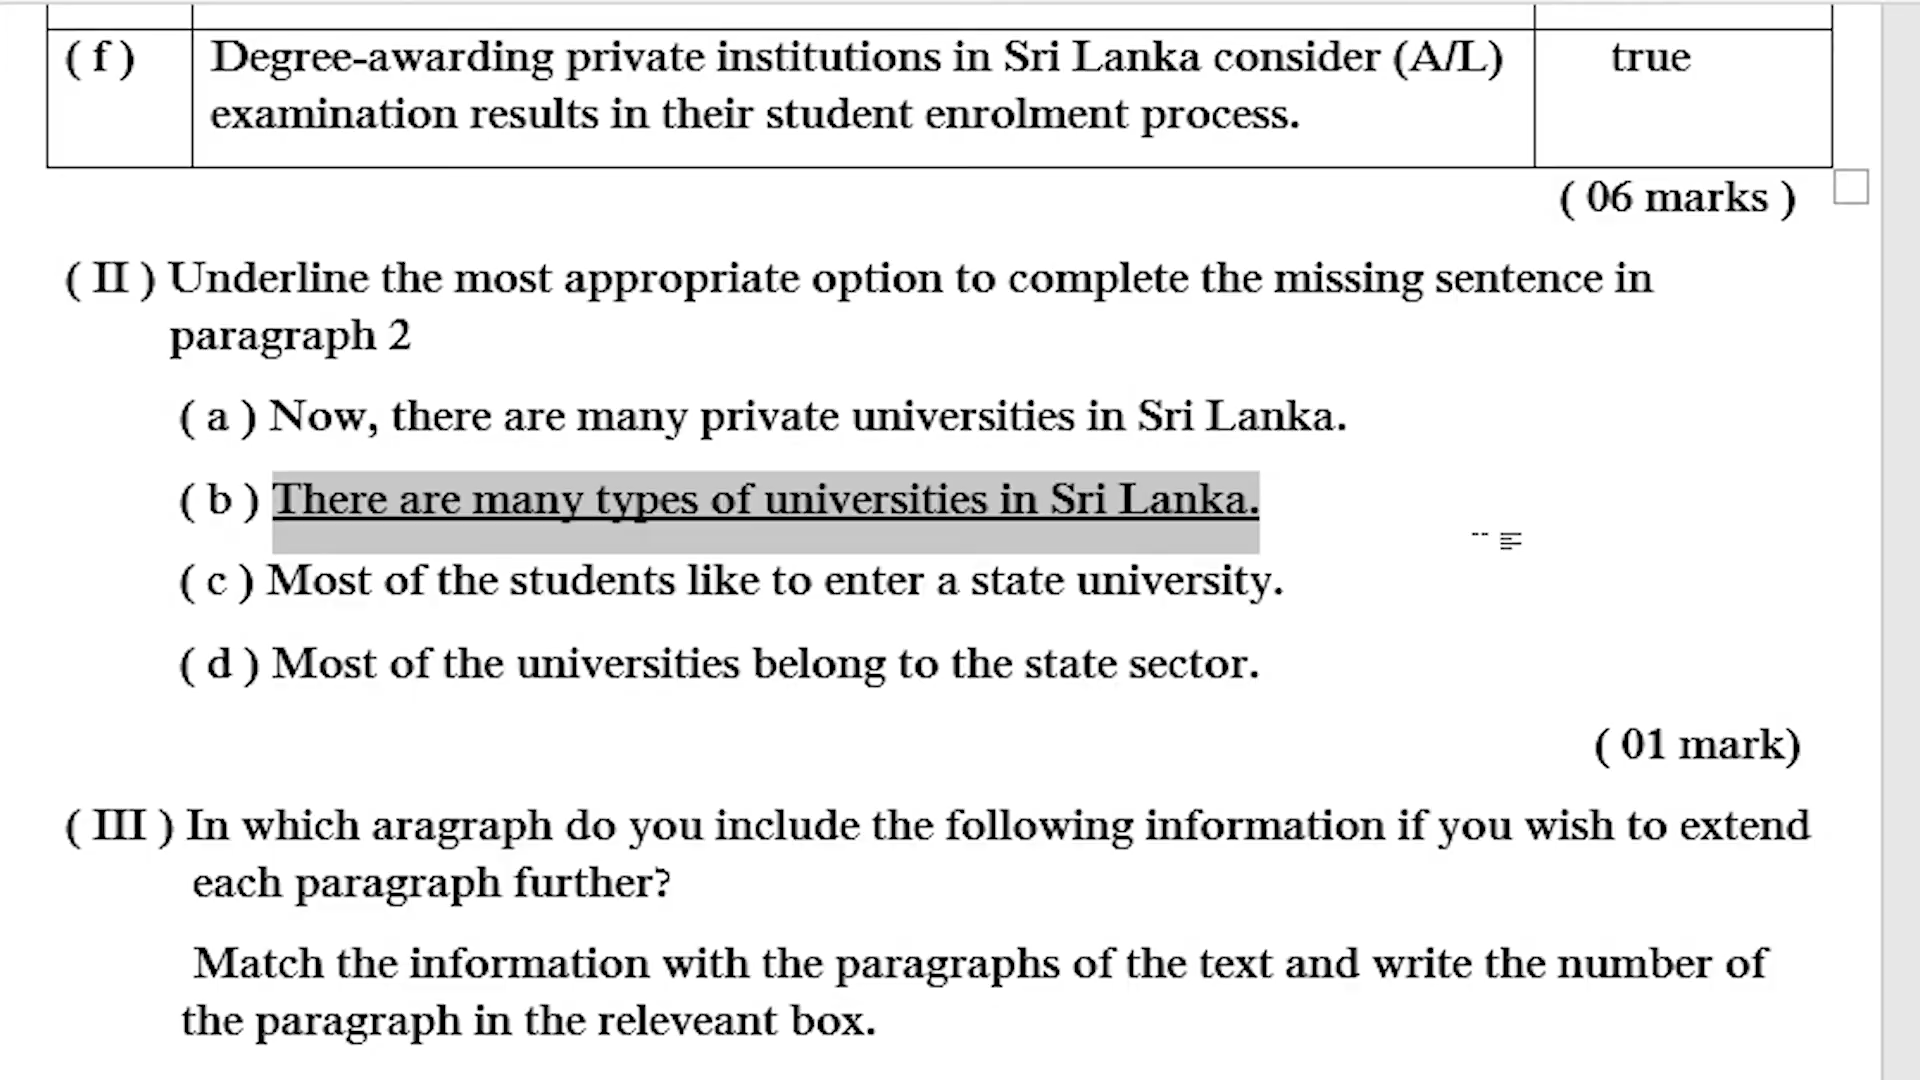 ( f ) Degree-awarding private institutions in Sri Lanka consider (A/L) true
examination results in their student enrolment process.
( 06 marks )
( II ) Underline the most appropriate option to complete the missing sentence in
paragraph 2
( a ) Now, there are many private universities in Sri Lanka.
( b ) There are many types of universities in Sri Lanka.
( c ) Most of the students like to enter a state university.
( d ) Most of the universities belong to the state sector.
( 01 mark)
( III ) In which aragraph do you include the following information if you wish to extend
each paragraph further?
Match the information with the paragraphs of the text and write the number of
the paragraph in the releveant box.